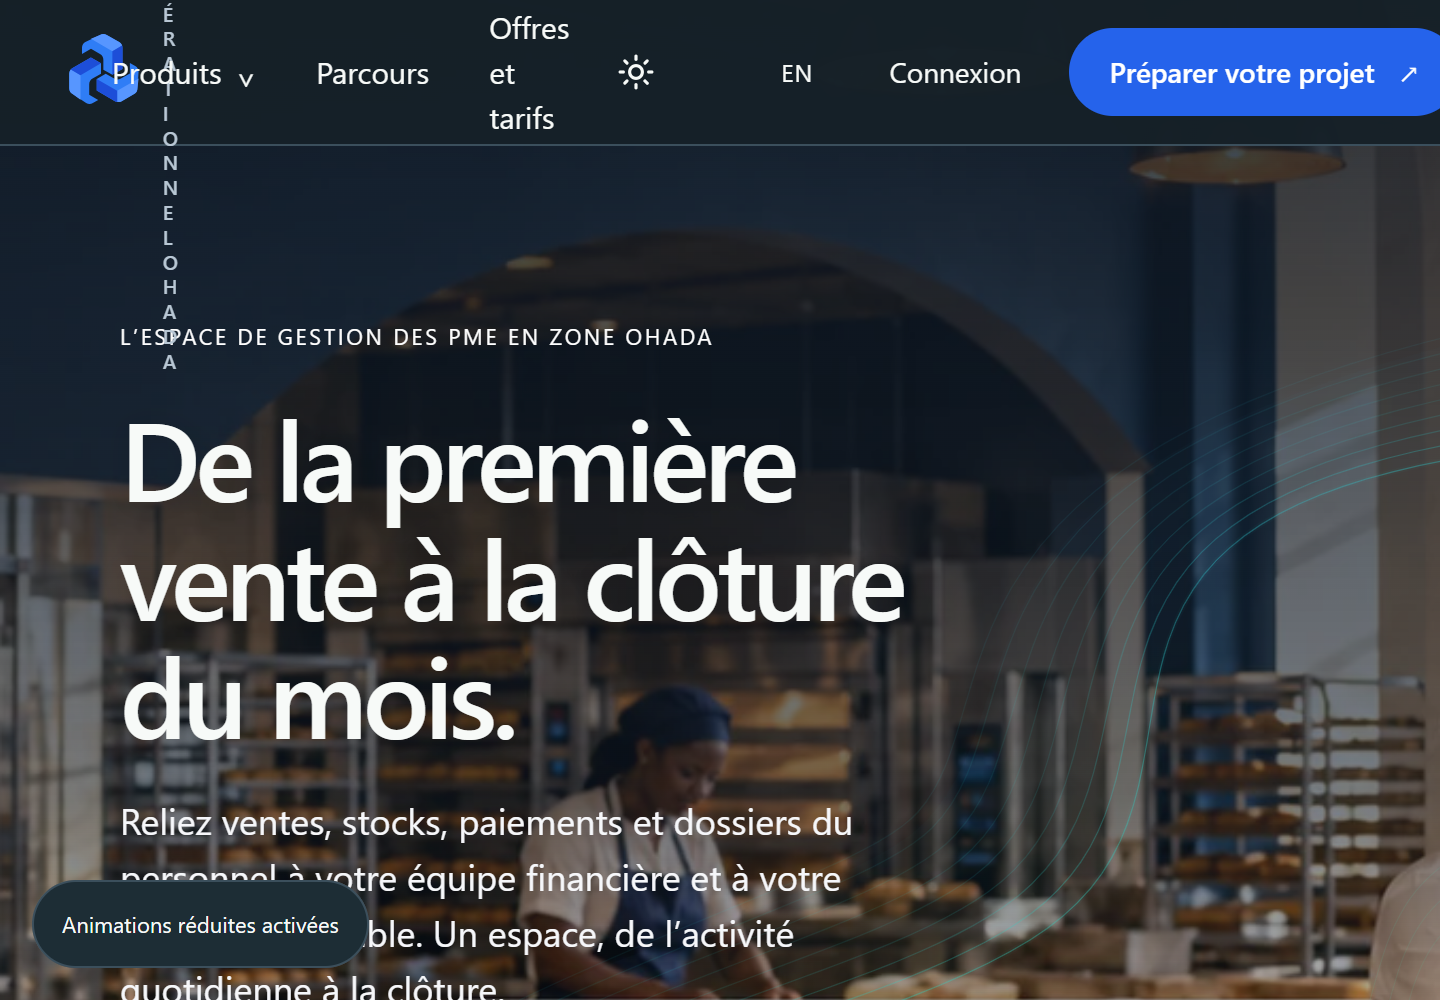 É
R
A
T
I
O
N
N
E
L
O
H
A
D
A
Produits
Parcours
Offres
et
tarifs
EN
Connexion
Préparer votre projet ↗
L’ESPACE DE GESTION DES PME EN ZONE OHADA
De la première
vente à la clôture
du mois.
Reliez ventes, stocks, paiements et dossiers du
personnel à votre équipe financière et à votre
ble. Un espace, de l’activité
quotidienne à la clôture.
Animations réduites activées